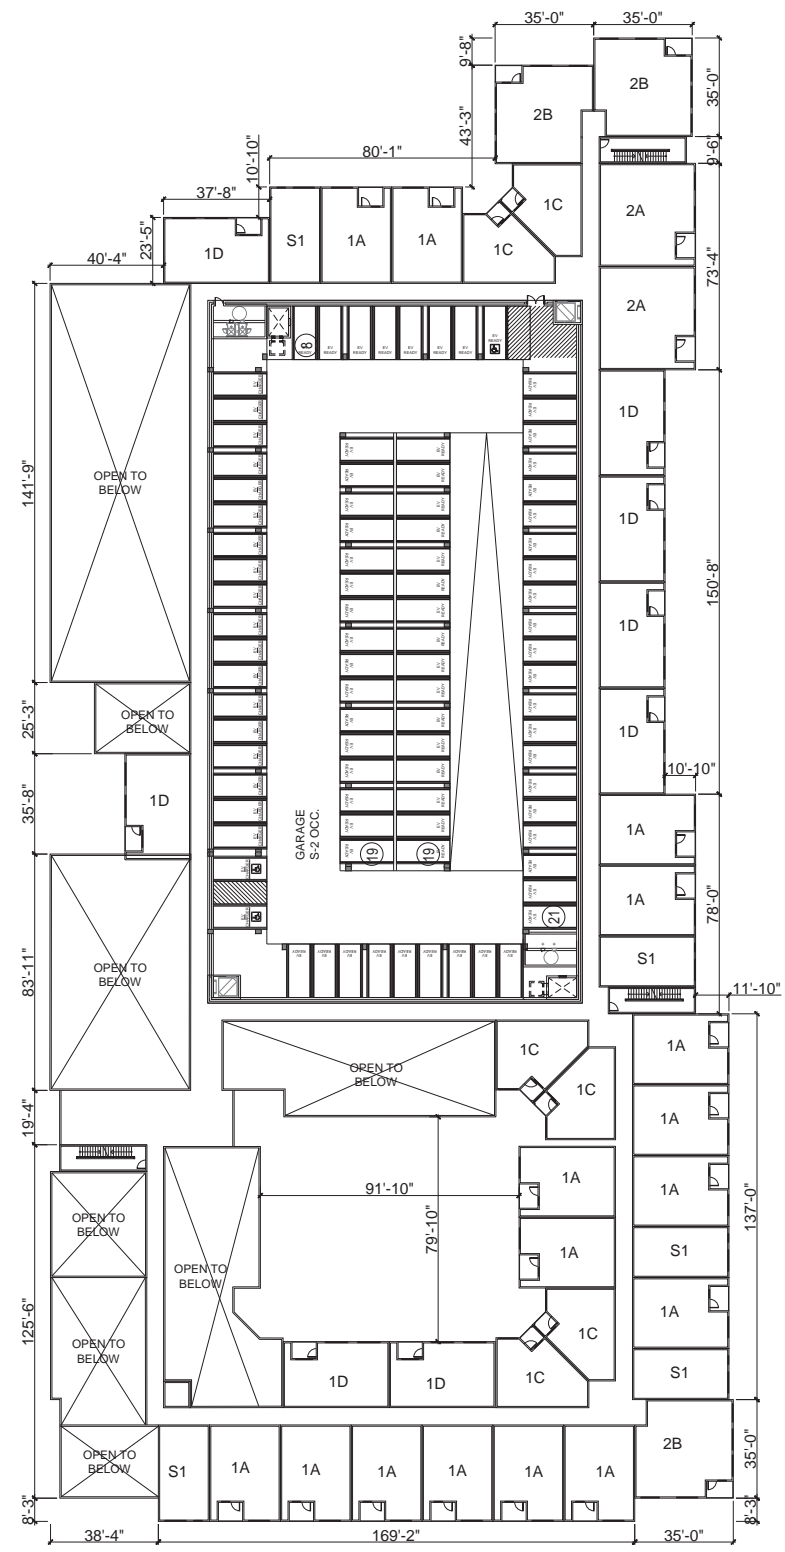 35'-0"
35'-0"
9'-8"
2B
2B
35'-0"
43'-3"
80'-1"
10'-10"
9'-6"
37'-8"
1C
2A
23'-5"
1D
S1
1A
1A
1C
40'-4"
73'-4"
2A
EV READY
18
141'-9"
OPEN TO
BELOW
1D
1D
150'-8"
1D
25'-3"
OPEN TO
BELOW
1D
10'-10"
35'-8"
1D
GARAGE
S-2 OCC.
1A
19
19
1A
78'-0"
21
83'-11"
OPEN TO
BELOW
S1
11'-10"
1C
1A
OPEN TO
BELOW
1C
19'-4"
1A
91'-10"
1A
1A
137'-0"
OPEN TO
BELOW
79'-10"
1A
S1
OPEN TO
BELOW
125'-6"
OPEN TO
BELOW
1C
1A
1D
1D
1C
S1
2B
35'-0"
OPEN TO
BELOW
S1
1A
1A
1A
1A
1A
1A
8'-3"
8'-3"
38'-4"
169'-2"
35'-0"